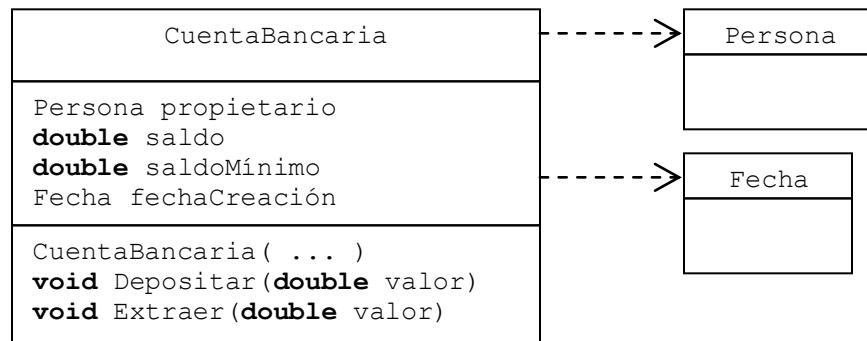 CuentaBancaria
Persona propietario
double saldo
double saldoMínimo
Fecha fechaCreación
CuentaBancaria( ... )
void Depositar(double valor)
void Extraer(double valor)
Persona
Fecha